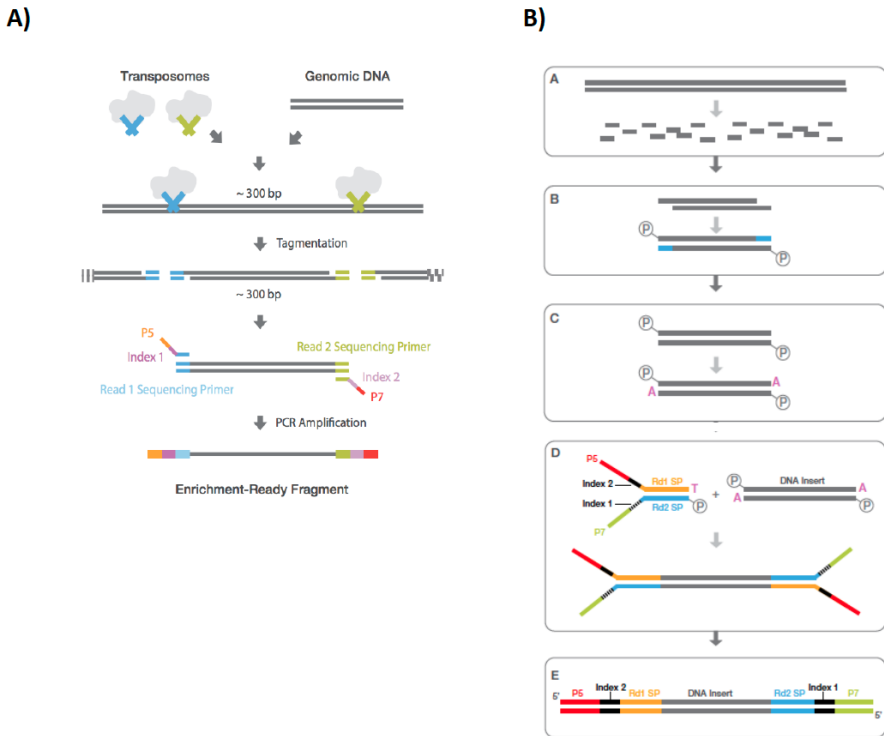 A)
Transposomes
Genomic DNA
~ 300 bp
Tagmentation
~ 300 bp
P5
Index 1
Read 1 Sequencing Primer
Read 2 Sequencing Primer
Index 2
P7
PCR Amplification
Enrichment-Ready Fragment
B)
A
B
P
P
C
P
P
P
A
A
P
D
P5
Index 2
Rd1 SP
T
Index 1
Rd2 SP
P
P7
+
P
DNA Insert
A
A
P
E
5'
P5
Index 2
Rd1 SP
DNA Insert
Rd2 SP
Index 1
P7
5'